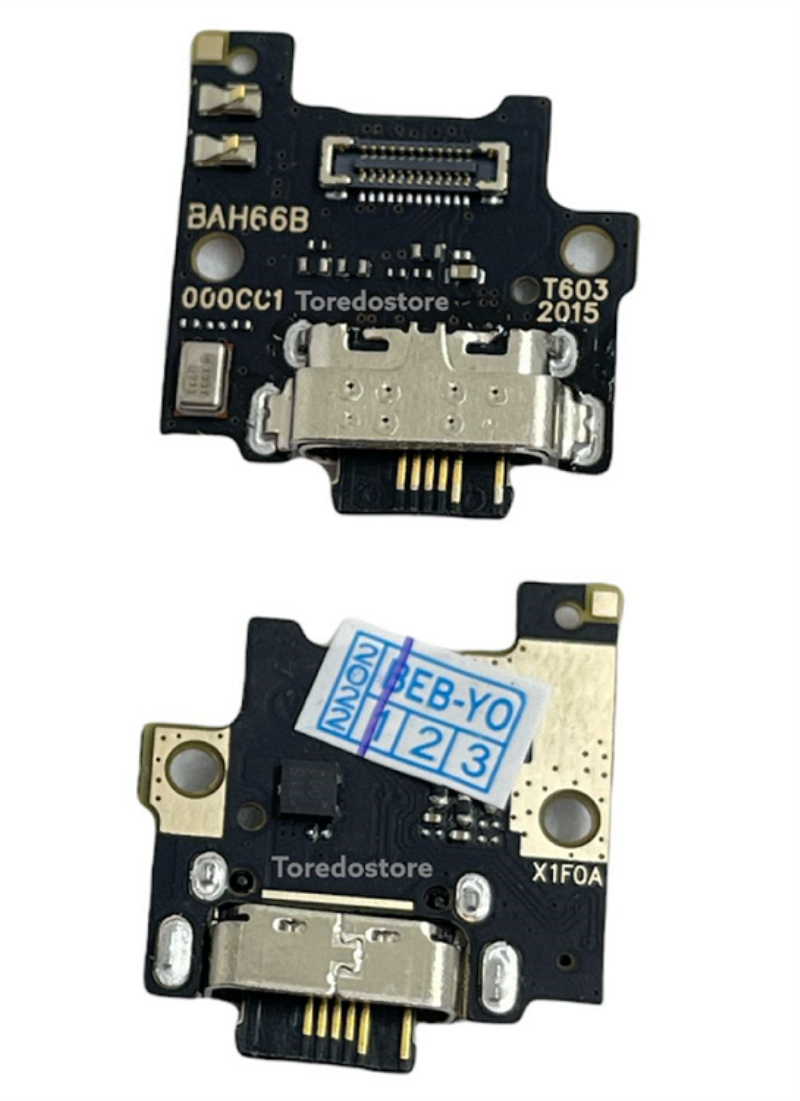 BAH66B
000CC1 Toredostore
T603
2015
2022
BEB-YO
1 2 3
Toredostore
X1F0A